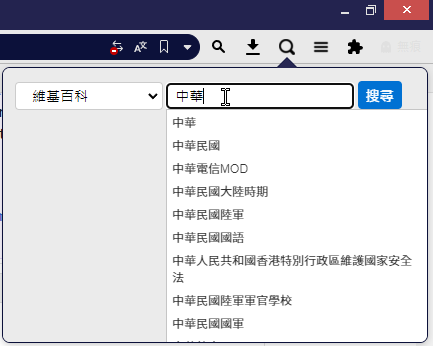 維基百科
中華
搜尋
中華
中華民國
中華電信MOD
中華民國大陸時期
中華民國陸軍
中華民國國語
中華人民共和國香港特別行政區維護國家安全
法
中華民國陸軍軍官學校
中華民國國軍